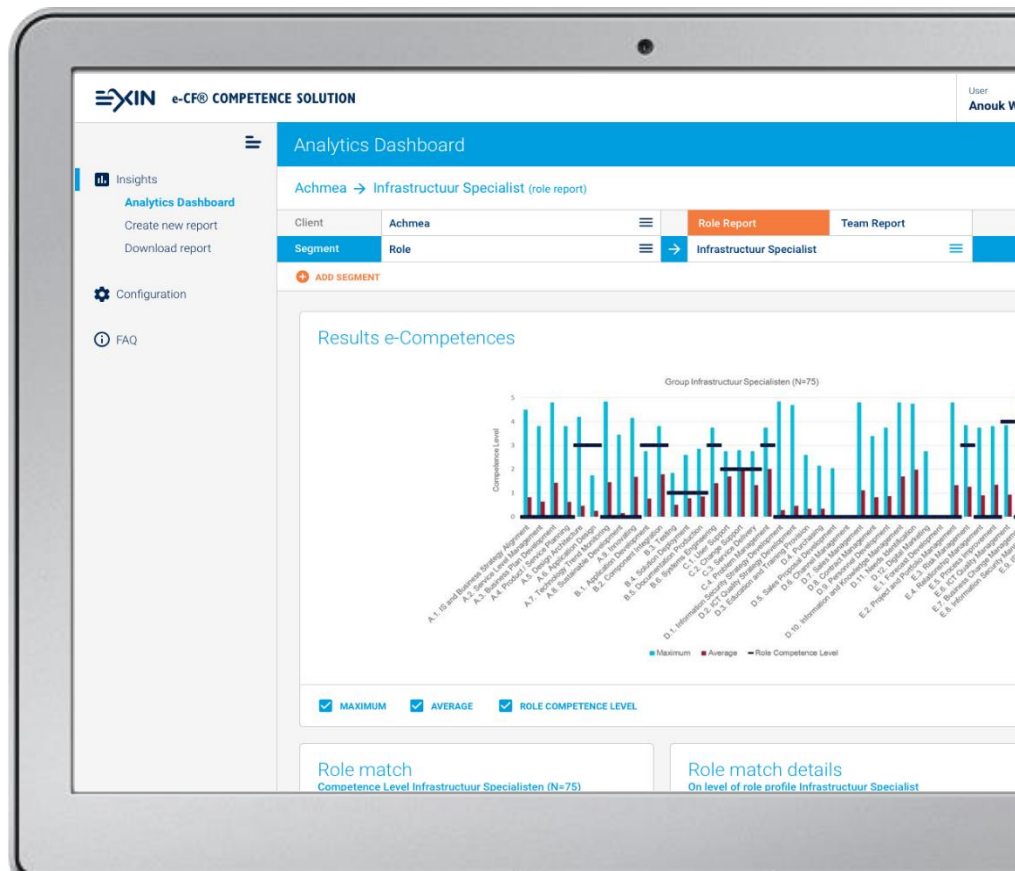 EXIN e-CF® COMPETENCE SOLUTION
User
Anouk W
Insights
Analytics Dashboard
Create new report
Download report
Configuration
FAQ
Analytics Dashboard
Achmea → Infrastructuur Specialist (role report)
Client Achmea Role Report Team Report
Segment Role → Infrastructuur Specialist
ADD SEGMENT
Results e-Competences
Group Infrastructuur Specialisten (N=75)
Competence Level
5
4
3
2
1
0
A.1. IS and Business Strategy Alignment
A.2. Service Level Management
A.3. Business Plan Development
A.4. Product / Service Planning
A.5. Design Architecture
A.6. Application Design
A.7. Technology Trend Monitoring
A.8. Sustainable Development
A.9. Innovating
B.1. Application Development
B.2. Component Integration
B.3. Testing
B.4. Solution Deployment
B.5. Documentation Production
B.6. Systems Engineering
C.1. User Support
C.2. Change Support
C.3. Service Delivery
C.4. Problem Management
D.1. Information Security Strategy Development
D.2. ICT Quality Strategy Development
D.3. Education and Training Provision
D.4. Purchasing
D.5. Sales Proposal Development
D.6. Channel Management
D.7. Sales Management
D.8. Contract Management
D.9. Personnel Development
D.10. Information and Knowledge Management
D.11. Needs Identification
D.12. Digital Marketing
E.1. Forecast Development
E.2. Project and Portfolio Management
E.3. Risk Management
E.4. Relationship Management
E.5. Process Improvement
E.6. ICT Quality Management
E.7. Business Change Management
E.8. Information Security Man
E.9. I
Maximum Average Role Competence Level
MAXIMUM AVERAGE ROLE COMPETENCE LEVEL
Role match
Competence Level Infrastructuur Specialisten (N=75)
Role match details
On level of role profile Infrastructuur Specialist